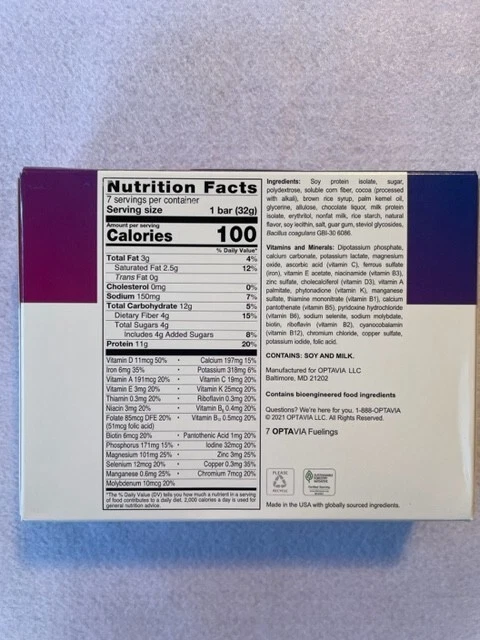 Nutrition Facts
7 servings per container
Serving size 1 bar (32g)
Amount per serving
Calories 100
% Daily Value*
Total Fat 3g 4%
Saturated Fat 2.5g 12%
Trans Fat 0g
Cholesterol 0mg 0%
Sodium 150mg 7%
Total Carbohydrate 12g 5%
Dietary Fiber 4g 15%
Total Sugars 4g
Includes 4g Added Sugars 8%
Protein 11g 20%
Vitamin D 11mcg 50% • Calcium 197mg 15%
Iron 6mg 35% • Potassium 318mg 6%
Vitamin A 191mcg 20% • Vitamin C 19mg 20%
Vitamin E 3mg 20% • Vitamin K 25mcg 20%
Thiamin 0.3mg 20% • Riboflavin 0.3mg 20%
Niacin 3mg 20% • Vitamin B6 0.4mg 20%
Folate 85mcg DFE 20% • Vitamin B12 0.5mcg 20%
(51mcg folic acid)
Biotin 6mcg 20% • Pantothenic Acid 1mg 20%
Phosphorus 171mg 15% • Iodine 32mcg 20%
Magnesium 101mg 25% • Zinc 3mg 25%
Selenium 12mcg 20% • Copper 0.3mg 35%
Manganese 0.6mg 25% • Chromium 7mcg 20%
Molybdenum 10mcg 20%
*The % Daily Value (DV) tells you how much a nutrient in a serving
of food contributes to a daily diet. 2,000 calories a day is used for
general nutrition advice.
Ingredients: Soy protein isolate, sugar,
polydextrose, soluble corn fiber, cocoa (processed
with alkali), brown rice syrup, palm kernel oil,
glycerine, allulose, chocolate liquor, milk protein
isolate, erythritol, nonfat milk, rice starch, natural
flavor, soy lecithin, salt, guar gum, steviol glycosides,
Bacillus coagulans GBI-30 6086.
Vitamins and Minerals: Dipotassium phosphate,
calcium carbonate, potassium lactate, magnesium
oxide, ascorbic acid (vitamin C), ferrous sulfate
(iron), vitamin E acetate, niacinamide (vitamin B3),
zinc sulfate, cholecalciferol (vitamin D3), vitamin A
palmitate, phytonadione (vitamin K), manganese
sulfate, thiamine mononitrate (vitamin B1), calcium
pantothenate (vitamin B5), pyridoxine hydrochloride
(vitamin B6), sodium selenite, sodium molybdate,
biotin, riboflavin (vitamin B2), cyanocobalamin
(vitamin B12), chromium chloride, copper sulfate,
potassium iodide, folic acid.
CONTAINS: SOY AND MILK.
Manufactured for OPTAVIA LLC
Baltimore, MD 21202
Contains bioengineered food ingredients
Questions? We're here for you. 1-888-OPTAVIA
© 2021 OPTAVIA LLC. All Rights Reserved.
7 OPTAVIA Fuelings
PLEASE
RECYCLE
Made in the USA with globally sourced ingredients.